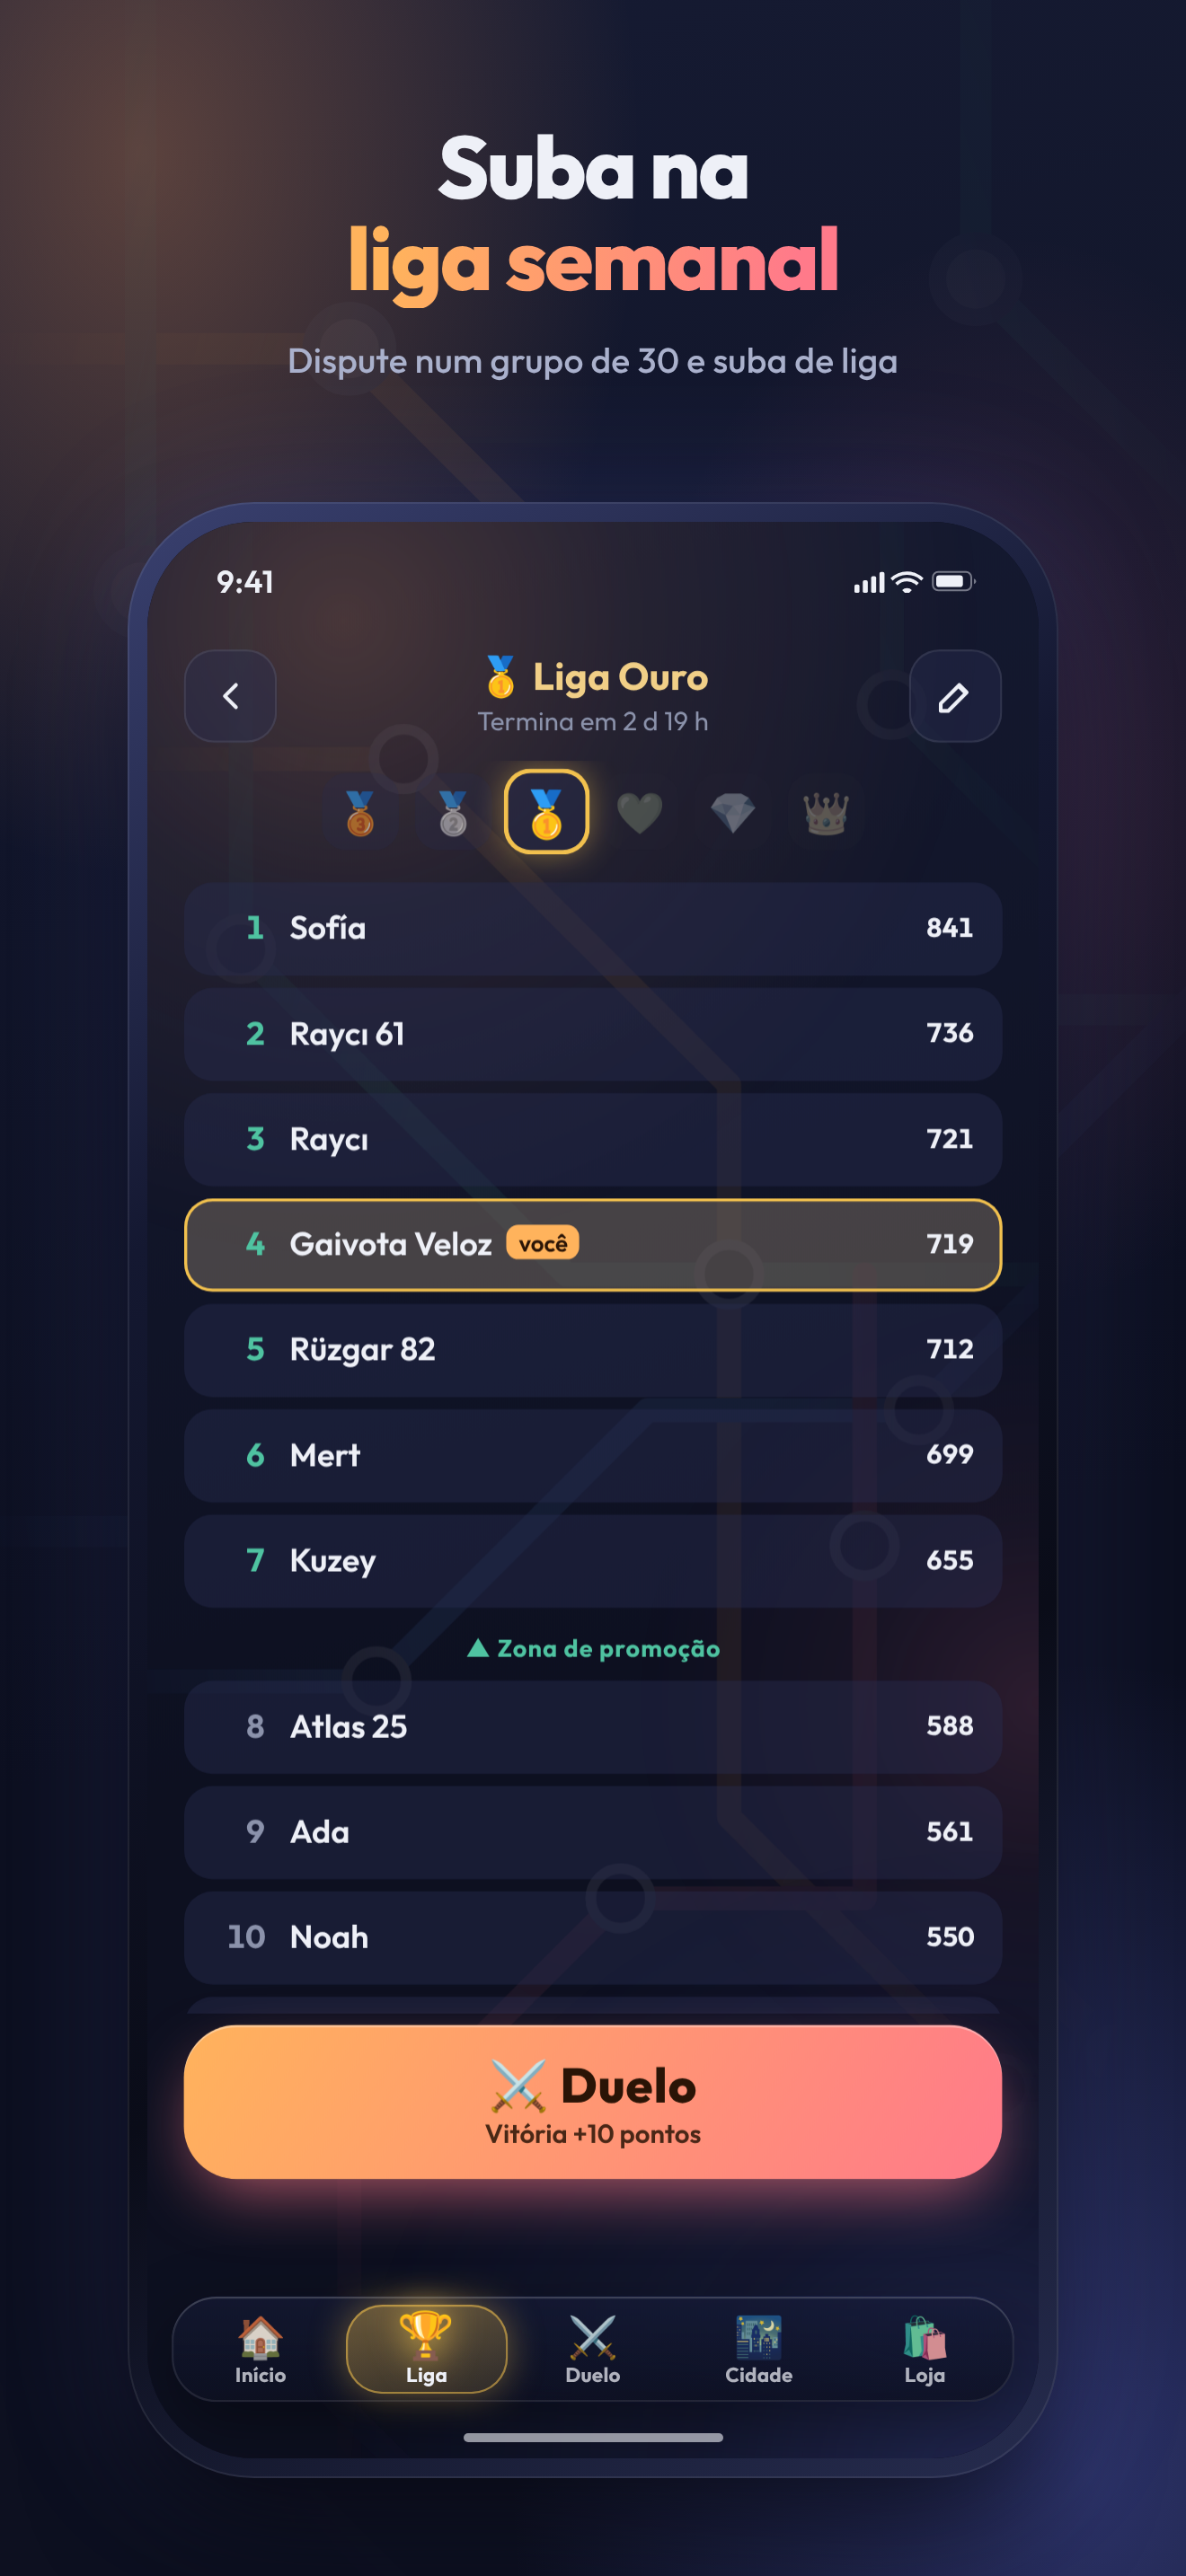 Suba na
liga semanal
Dispute num grupo de 30 e suba de liga
9:41
🥇 Liga Ouro
Termina em 2 d 19 h
1 Sofía 841
2 Raycı 61 736
3 Raycı 721
4 Gaivota Veloz você 719
5 Rüzgar 82 712
6 Mert 699
7 Kuzey 655
▲ Zona de promoção
8 Atlas 25 588
9 Ada 561
10 Noah 550
⚔️ Duelo
Vitória +10 pontos
Início Liga Duelo Cidade Loja